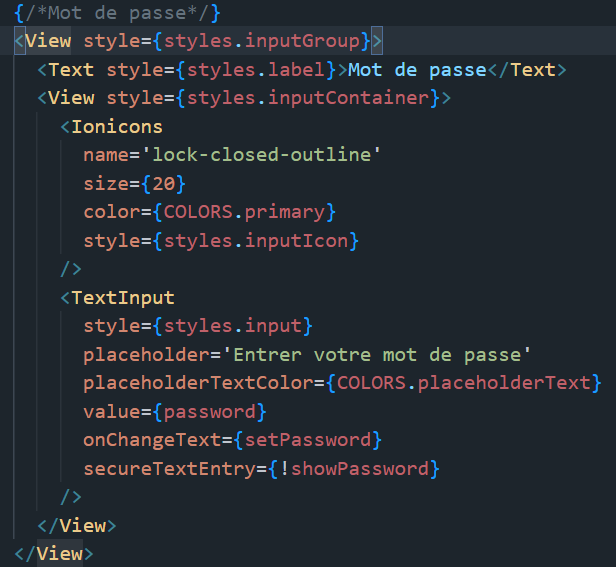 {/*Mot de passe*/}
<View style={styles.inputGroup}>
<Text style={styles.label}>Mot de passe</Text>
<View style={styles.inputContainer}>
<Ionicons
name='lock-closed-outline'
size={20}
color={COLORS.primary}
style={styles.inputIcon}
/>
<TextInput
style={styles.input}
placeholder='Entrer votre mot de passe'
placeholderTextColor={COLORS.placeholderText}
value={password}
onChangeText={setPassword}
secureTextEntry={!showPassword}
/>
</View>
</View>